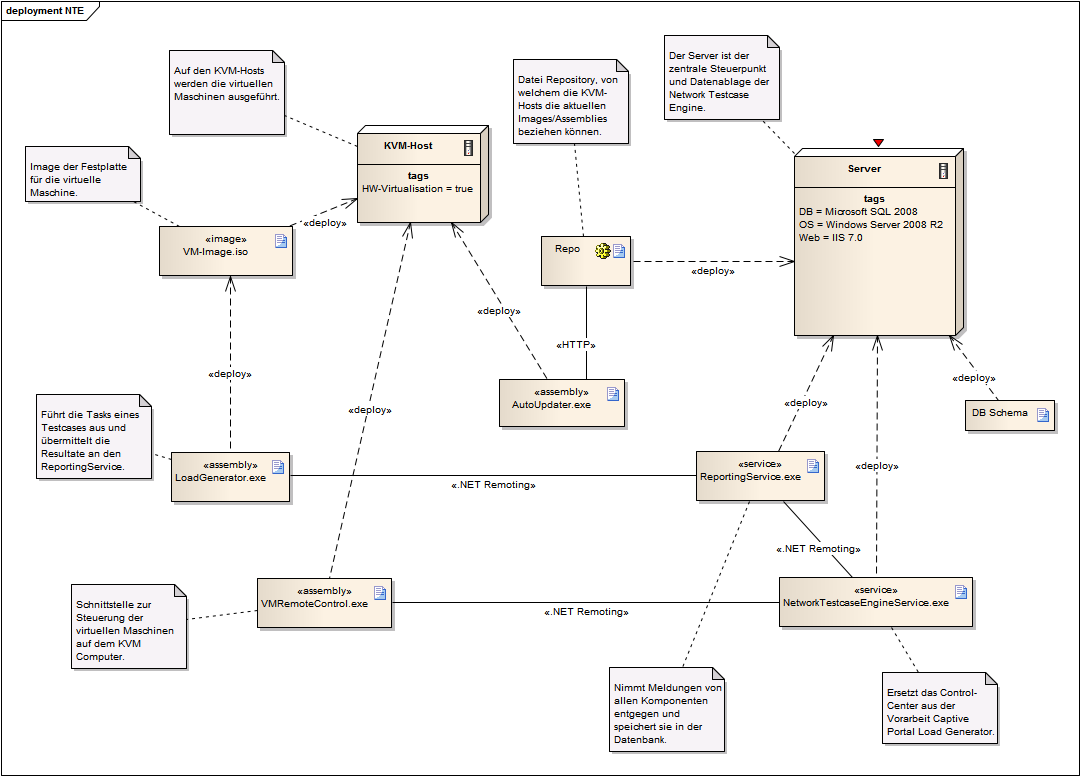 deployment NTE
Auf den KVM-Hosts
werden die virtuellen
Maschinen ausgeführt.
Datei Repository, von
welchem die KVM-
Hosts die aktuellen
Images/Assemblies
beziehen können.
Der Server ist der
zentrale Steuerpunkt
und Datenablage der
Network Testcase
Engine.
Image der Festplatte
für die virtuelle
Maschine.
KVM-Host
tags
HW-Virtualisation = true
Server
tags
DB = Microsoft SQL 2008
OS = Windows Server 2008 R2
Web = IIS 7.0
«deploy»
«image»
VM-Image.iso
Repo
«deploy»
«deploy»
«HTTP»
«deploy»
«deploy»
«deploy»
«deploy»
«deploy»
«assembly»
AutoUpdater.exe
DB Schema
Führt die Tasks eines
Testcases aus und
übermittelt die
Resultate an den
ReportingService.
«assembly»
LoadGenerator.exe
«.NET Remoting»
«service»
ReportingService.exe
«.NET Remoting»
Schnittstelle zur
Steuerung der
virtuellen Maschinen
auf dem KVM
Computer.
«assembly»
VMRemoteControl.exe
«.NET Remoting»
«service»
NetworkTestcaseEngineService.exe
Nimmt Meldungen von
allen Komponenten
entgegen und
speichert sie in der
Datenbank.
Ersetzt das Control-
Center aus der
Vorarbeit Captive
Portal Load Generator.